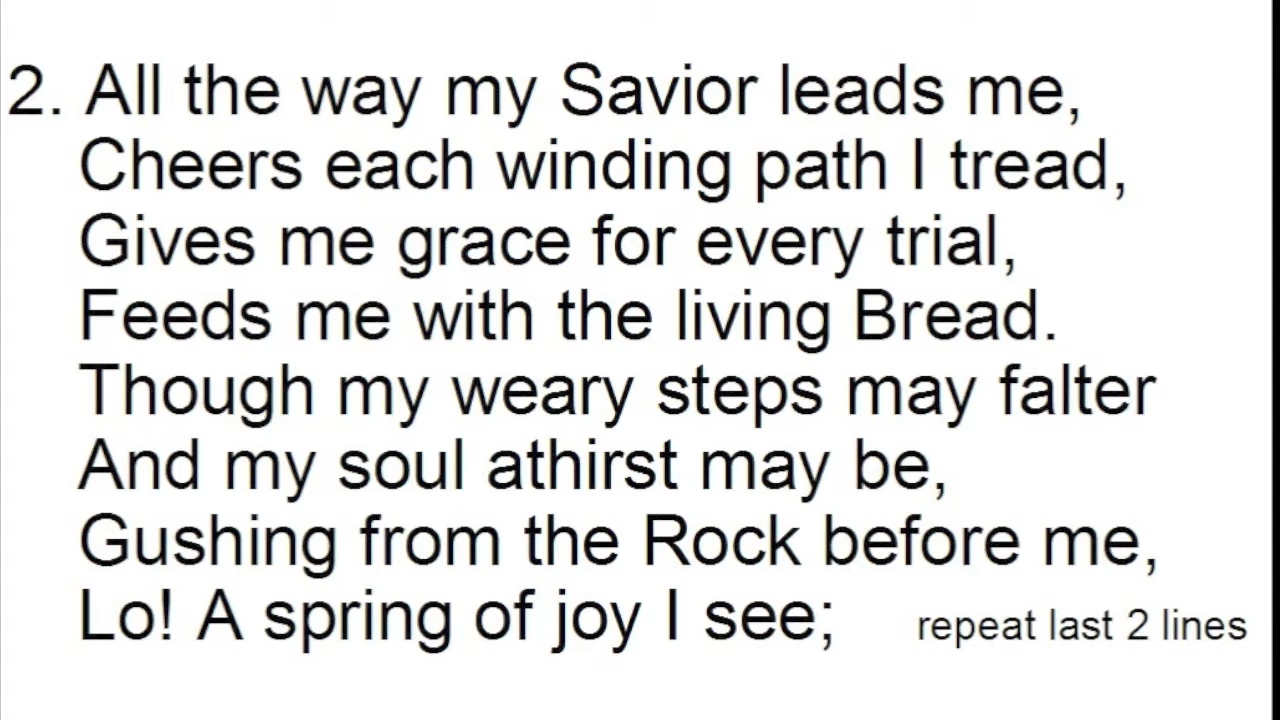 2. All the way my Savior leads me,
Cheers each winding path I tread,
Gives me grace for every trial,
Feeds me with the living Bread.
Though my weary steps may falter
And my soul athirst may be,
Gushing from the Rock before me,
Lo! A spring of joy I see; repeat last 2 lines